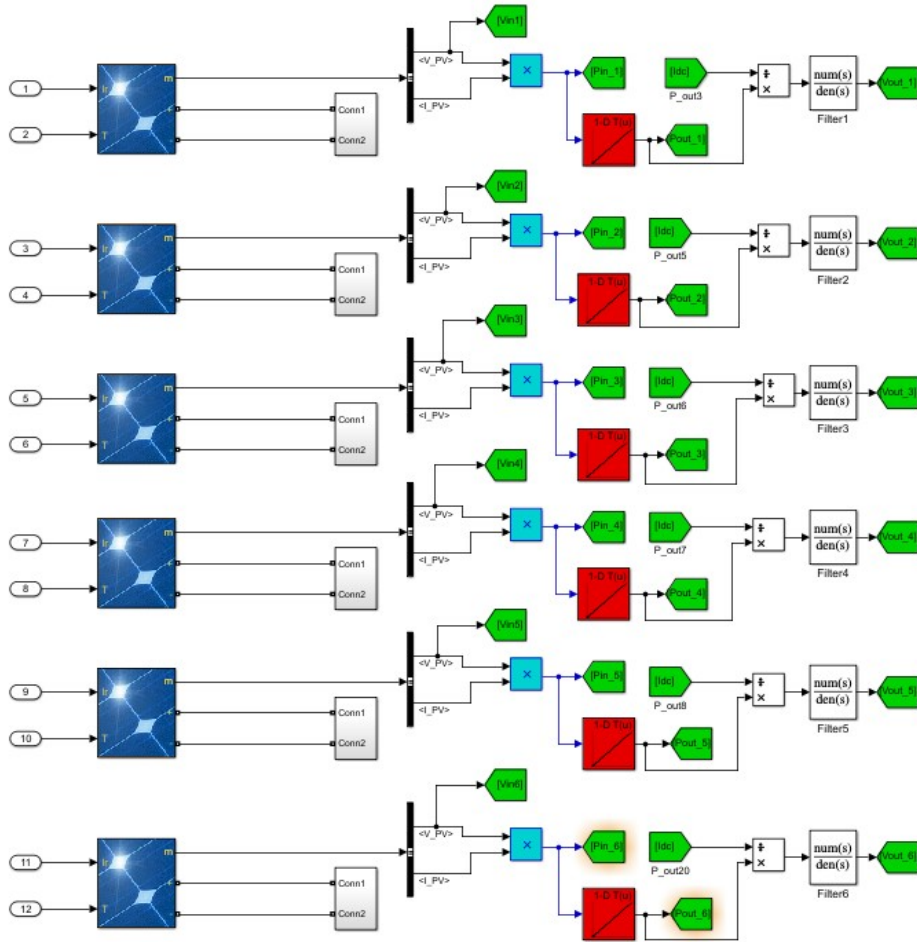 [Vin1]
m
<V_PV>
[Pin_1]
[Idc]
÷
×
num(s)
den(s)
Vout_1]
1
Ir
×
+
Conn1
<I_PV>
P_out3
Filter1
2
T
-
Conn2
1-D T(u)
[Pout_1]
[Vin2]
m
<V_PV>
[Pin_2]
[Idc]
÷
×
num(s)
den(s)
Vout_2]
3
Ir
×
+
Conn1
<I_PV>
P_out5
Filter2
4
T
-
Conn2
1-D T(u)
[Pout_2]
[Vin3]
m
<V_PV>
[Pin_3]
[Idc]
÷
×
num(s)
den(s)
Vout_3]
5
Ir
×
+
Conn1
<I_PV>
P_out6
Filter3
6
T
-
Conn2
1-D T(u)
[Pout_3]
[Vin4]
m
<V_PV>
[Pin_4]
[Idc]
÷
×
num(s)
den(s)
Vout_4]
7
Ir
×
+
Conn1
<I_PV>
P_out7
Filter4
8
T
-
Conn2
1-D T(u)
[Pout_4]
[Vin5]
m
<V_PV>
[Pin_5]
[Idc]
÷
×
num(s)
den(s)
Vout_5]
9
Ir
×
+
Conn1
<I_PV>
P_out8
Filter5
10
T
-
Conn2
1-D T(u)
[Pout_5]
[Vin6]
m
<V_PV>
[Pin_6]
[Idc]
÷
×
num(s)
den(s)
Vout_6]
11
Ir
×
+
Conn1
<I_PV>
P_out20
Filter6
12
T
-
Conn2
1-D T(u)
[Pout_6]